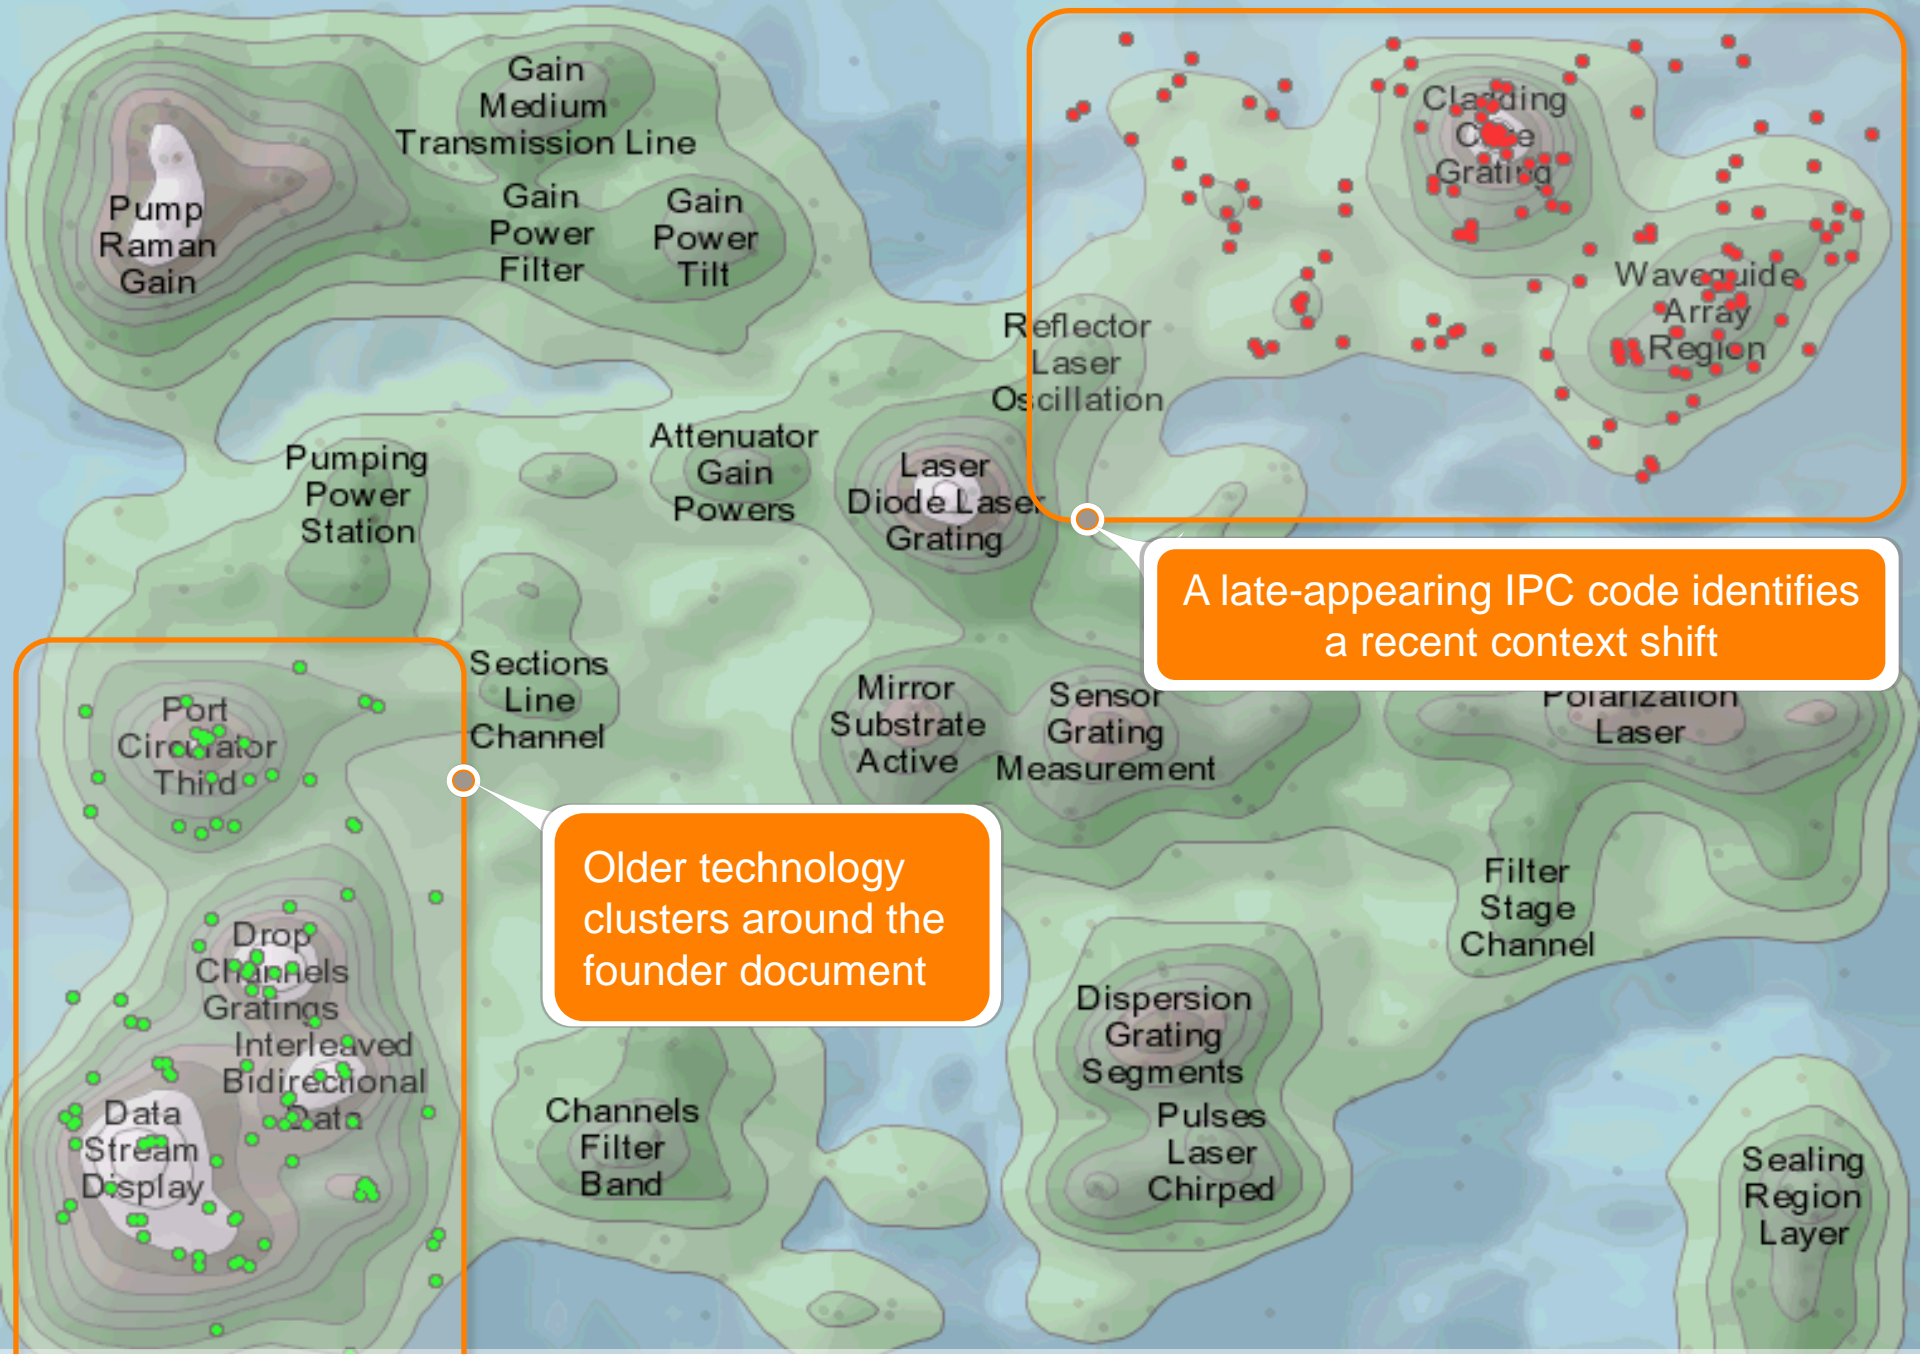 Gain
Medium
Transmission Line
Pump
Raman
Gain
Gain
Power
Filter
Gain
Power
Tilt
Cladding
Core
Grating
Waveguide
Array
Region
Reflector
Laser
Oscillation
Pumping
Power
Station
Attenuator
Gain
Powers
Laser
Diode Laser
Grating
A late-appearing IPC code identifies
a recent context shift
Sections
Line
Channel
Mirror
Substrate
Active
Sensor
Grating
Measurement
Polarization
Laser
Port
Circulator
Third
Older technology
clusters around the
founder document
Filter
Stage
Channel
Drop
Channels
Gratings
Interleaved
Bidirectional
Data
Data
Stream
Display
Dispersion
Grating
Segments
Channels
Filter
Band
Pulses
Laser
Chirped
Sealing
Region
Layer